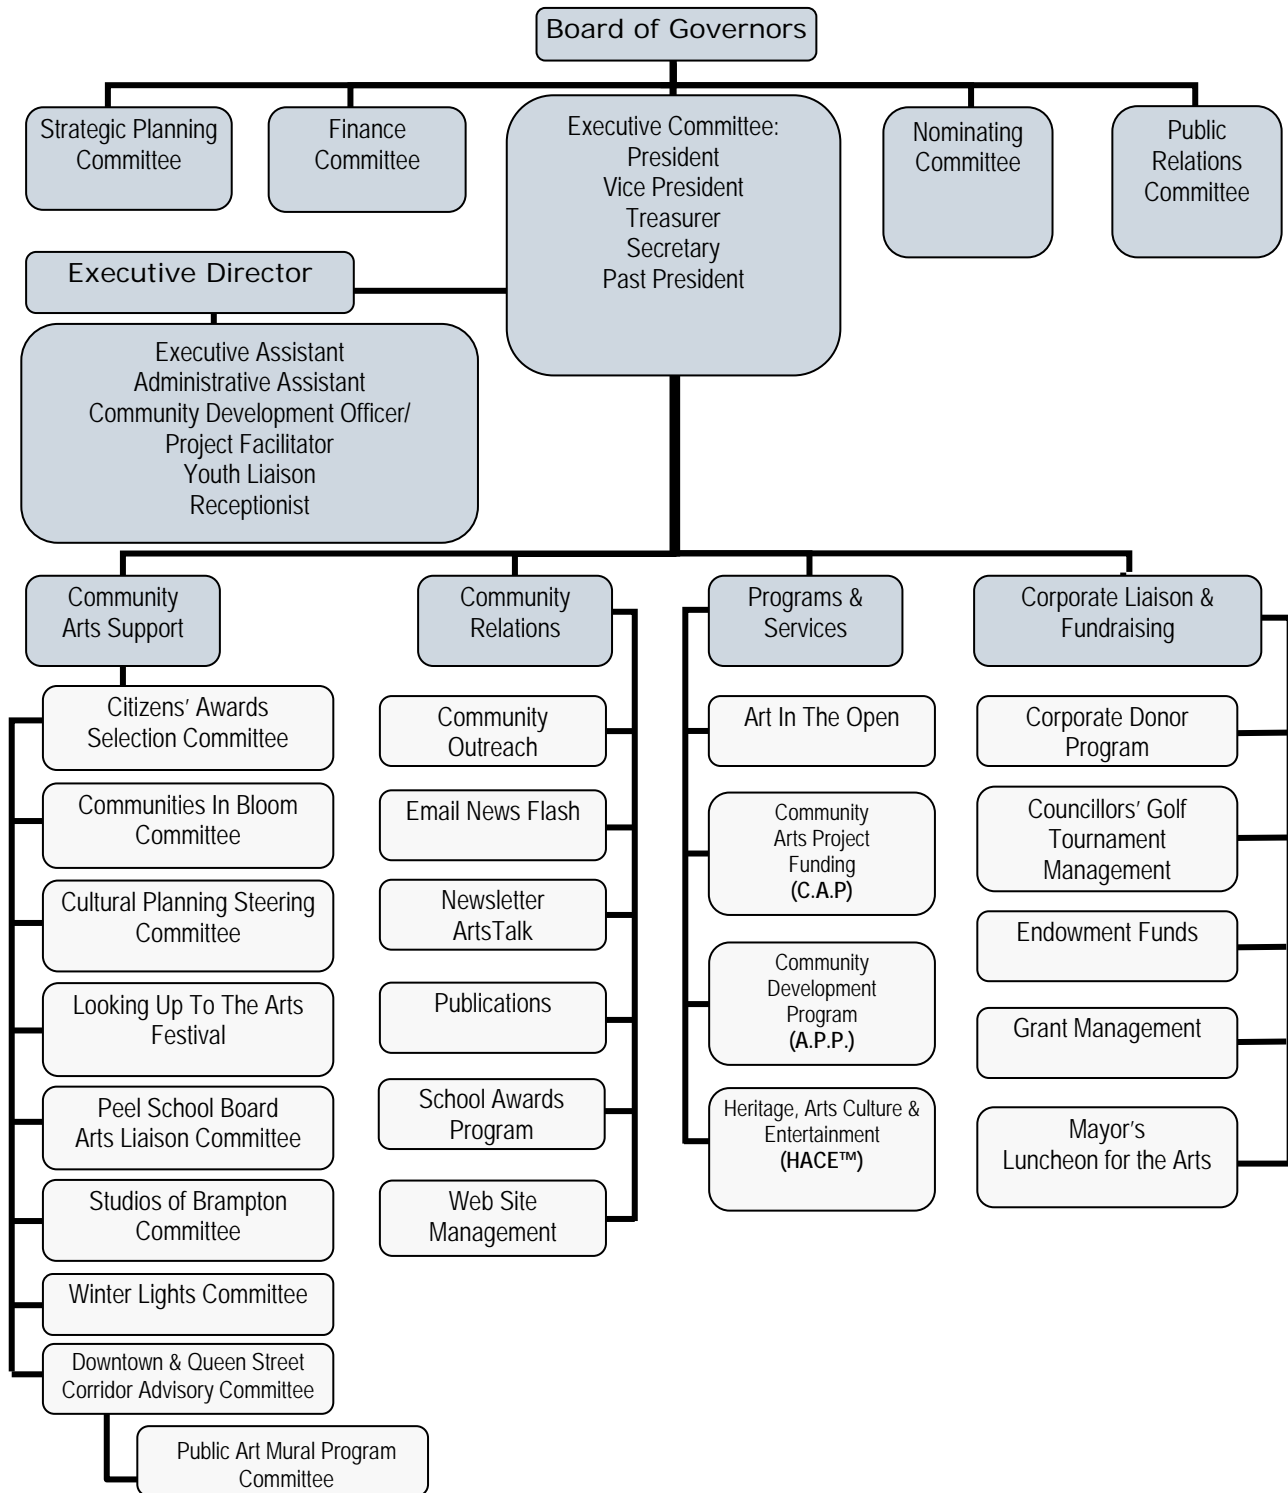 Board of Governors
Strategic Planning
Committee
Finance
Committee
Executive Committee:
President
Vice President
Treasurer
Secretary
Past President
Nominating
Committee
Public
Relations
Committee
Executive Director
Executive Assistant
Administrative Assistant
Community Development Officer/
Project Facilitator
Youth Liaison
Receptionist
Community
Arts Support
Citizens’ Awards
Selection Committee
Communities In Bloom
Committee
Cultural Planning Steering
Committee
Looking Up To The Arts
Festival
Peel School Board
Arts Liaison Committee
Studios of Brampton
Committee
Winter Lights Committee
Downtown & Queen Street
Corridor Advisory Committee
Public Art Mural Program
Committee
Community
Relations
Community
Outreach
Email News Flash
Newsletter
ArtsTalk
Publications
School Awards
Program
Web Site
Management
Programs &
Services
Art In The Open
Community
Arts Project
Funding
(C.A.P)
Community
Development
Program
(A.P.P.)
Heritage, Arts Culture &
Entertainment
(HACE™)
Corporate Liaison &
Fundraising
Corporate Donor
Program
Councillors’ Golf
Tournament
Management
Endowment Funds
Grant Management
Mayor’s
Luncheon for the Arts